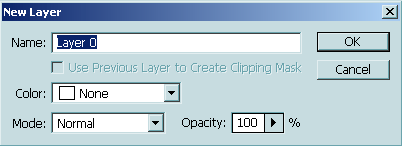 New Layer
Name: Layer 0
OK
Use Previous Layer to Create Clipping Mask
Cancel
Color: None
Mode: Normal Opacity: 100 %